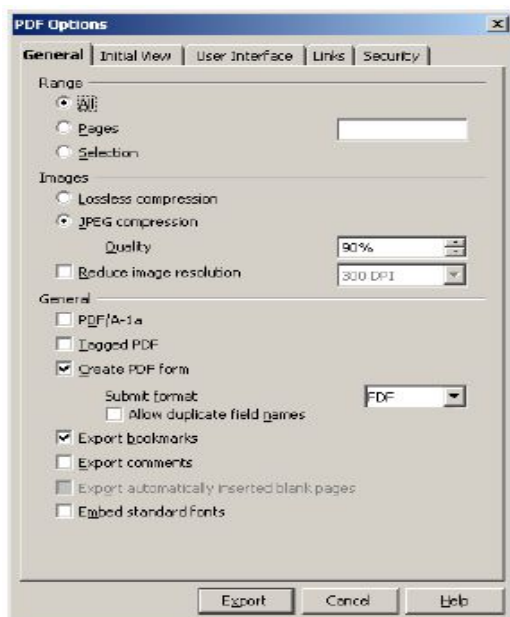 PDF Options
General Initial View User Interface Links Security
Range
All
Pages
Selection
Images
Lossless compression
JPEG compression
Quality 90%
Reduce image resolution 300 DPI
General
PDF/A-1a
Tagged PDF
Create PDF form
Submit format FDF
Allow duplicate field names
Export bookmarks
Export comments
Export automatically inserted blank pages
Embed standard fonts
Export Cancel Help